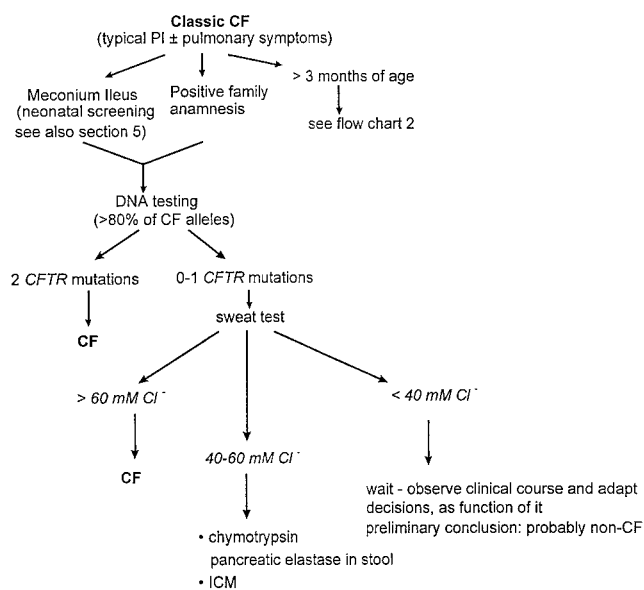 Classic CF
(typical PI ± pulmonary symptoms)
Meconium Ileus
(neonatal screening
see also section 5)
Positive family
anamnesis
> 3 months of age
see flow chart 2
DNA testing
(>80% of CF alleles)
2 CFTR mutations
0-1 CFTR mutations
CF
sweat test
> 60 mM Cl -
< 40 mM Cl -
40-60 mM Cl -
CF
wait - observe clinical course and adapt
decisions, as function of it
preliminary conclusion: probably non-CF
• chymotrypsin
pancreatic elastase in stool
• ICM